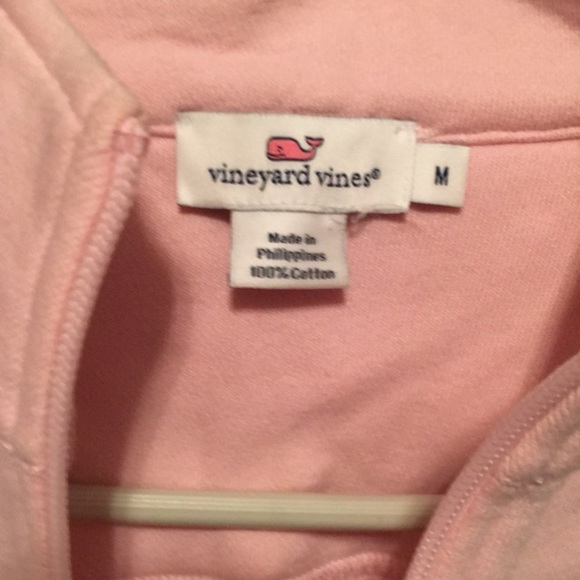 vineyard vines®
M
Made in
Philippines
100% Cotton